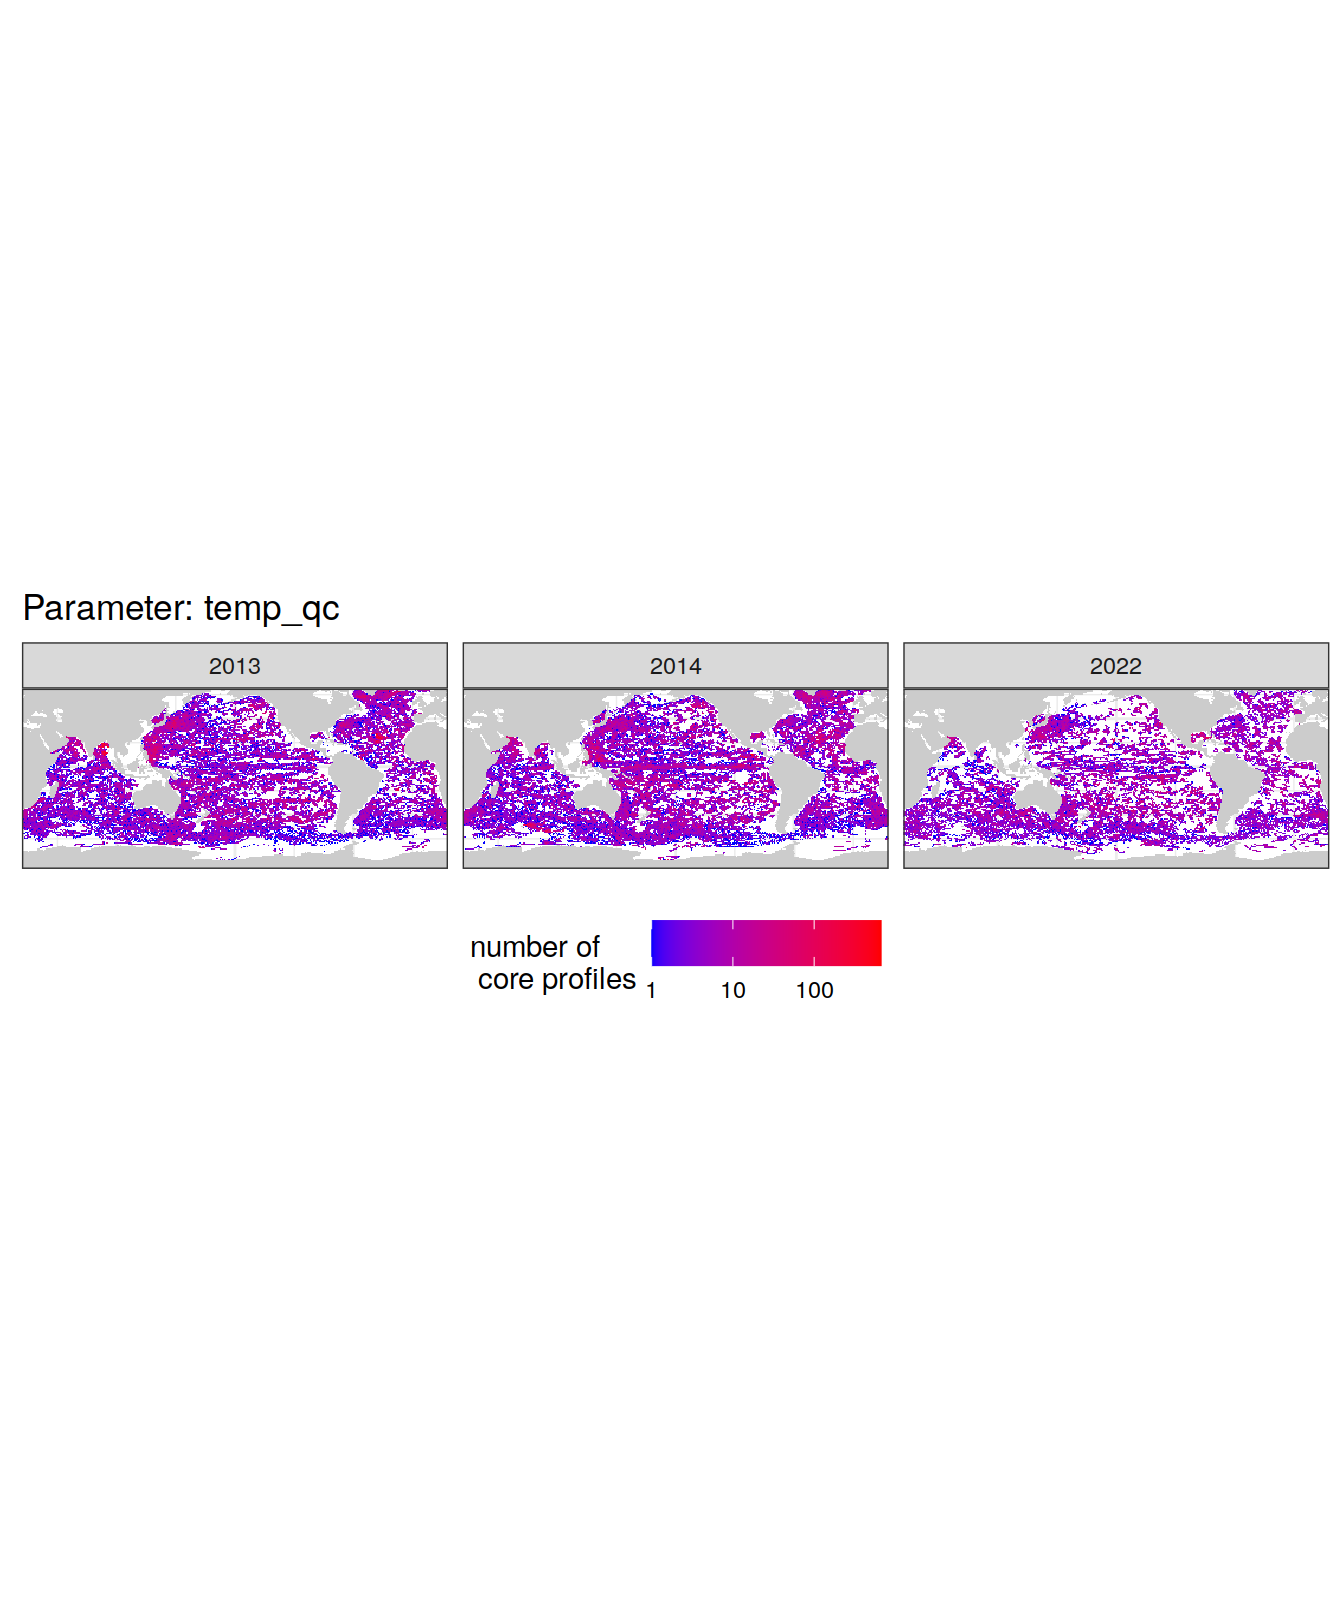 Parameter: temp_qc
2013 2014 2022
number of
core profiles
1 10 100